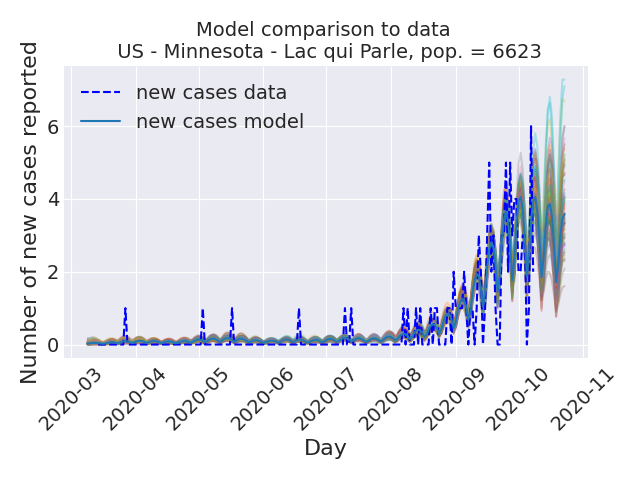 Model comparison to data
US - Minnesota - Lac qui Parle, pop. = 6623
Number of new cases reported
new cases data
new cases model
6
4
2
0
2020-03
2020-04
2020-05
2020-06
2020-07
2020-08
2020-09
2020-10
2020-11
Day